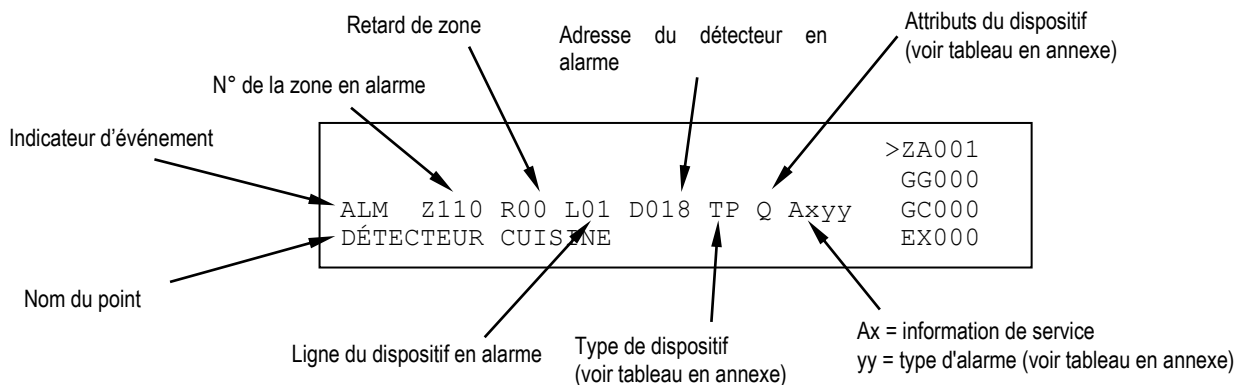 Retard de zone
Adresse du détecteur en
alarme
Attributs du dispositif
(voir tableau en annexe)
N° de la zone en alarme
Indicateur d'événement
>ZA001
GG000
ALM Z110 R00 L01 D018 TP Q Axyy GC000
DÉTECTEUR CUISINE EX000
Nom du point
Ligne du dispositif en alarme
Type de dispositif
(voir tableau en annexe)
Ax = information de service
yy = type d'alarme (voir tableau en annexe)